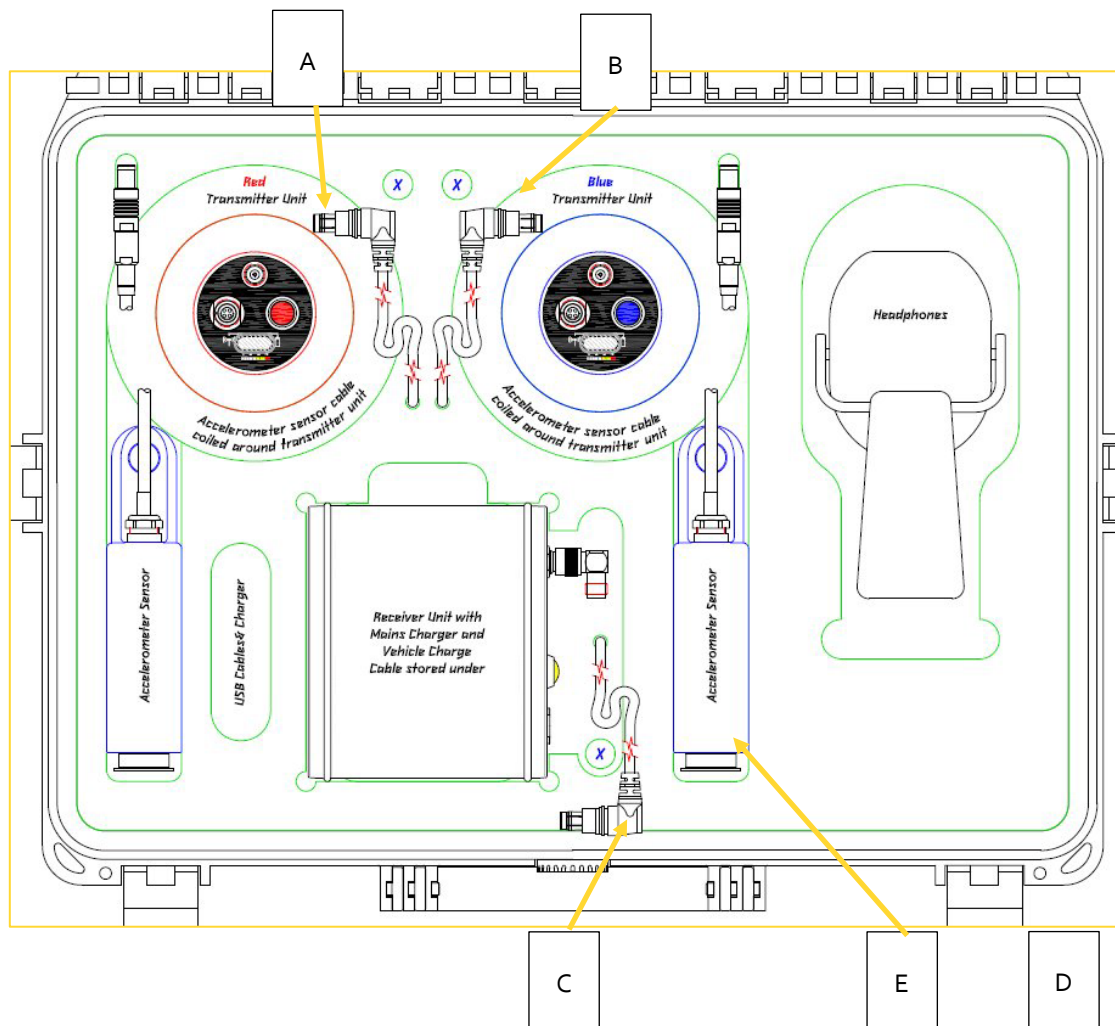 A
B
Red
Transmitter Unit
X
X
Blue
Transmitter Unit
Headphones
Accelerometer sensor cable
coiled around transmitter unit
Accelerometer sensor cable
coiled around transmitter unit
Accelerometer Sensor
USB Cables& Charger
Receiver Unit with
Mains Charger and
Vehicle Charge
Cable stored under
Accelerometer Sensor
X
C
E
D